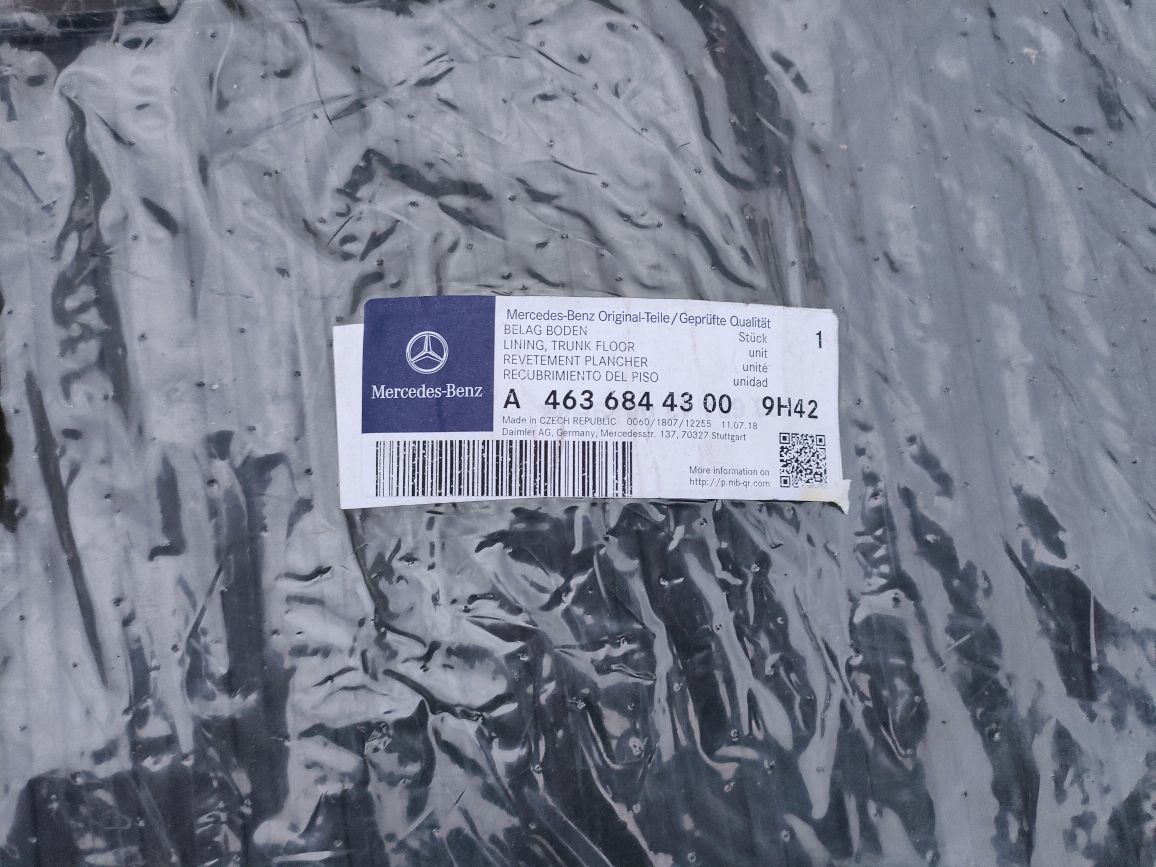 Mercedes-Benz
Mercedes-Benz Original-Teile/Geprüfte Qualität
BELAG BODEN
LINING, TRUNK FLOOR
REVETEMENT PLANCHER
RECUBRIMIENTO DEL PISO
Stück
unit
unité
unidad
1
A 463 684 43 00 9H42
Made in CZECH REPUBLIC 0060/1807/12255 11.07.18
Daimler AG, Germany, Mercedesstr. 137, 70327 Stuttgart
More information on
http://p.mb-qr.com